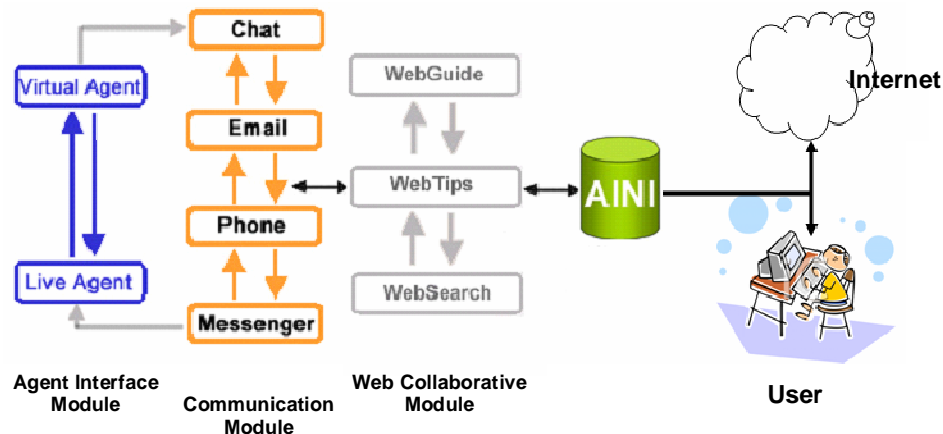 Chat
Virtual Agent
WebGuide
Internet
Email
WebTips
AINI
Phone
Live Agent
WebSearch
Messenger
Agent Interface
Module
Communication
Module
Web Collaborative
Module
User